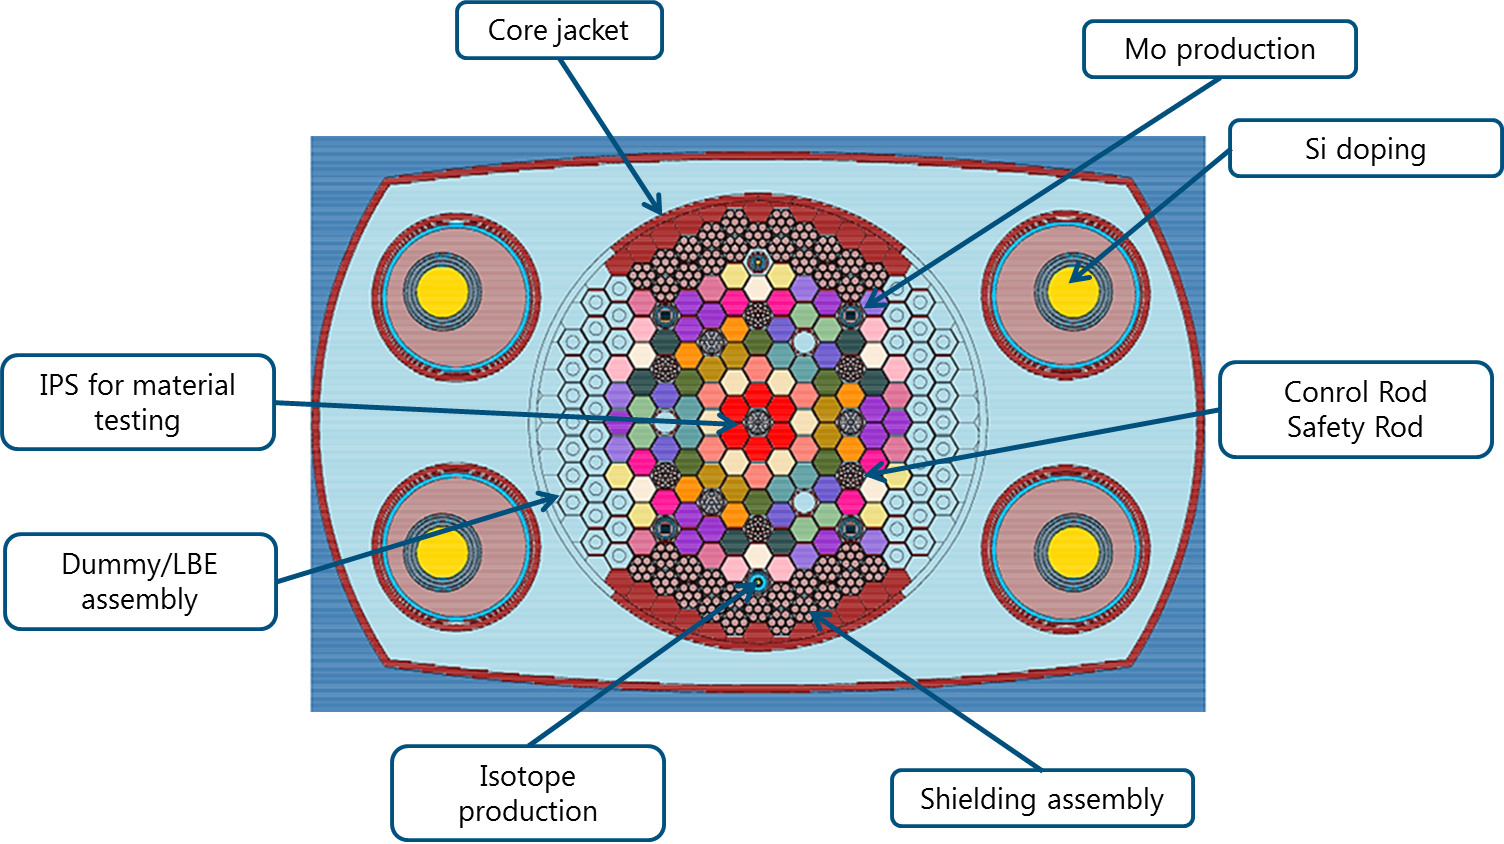 Core jacket
Mo production
Si doping
IPS for material
testing
Conrol Rod
Safety Rod
Dummy/LBE
assembly
Isotope
production
Shielding assembly